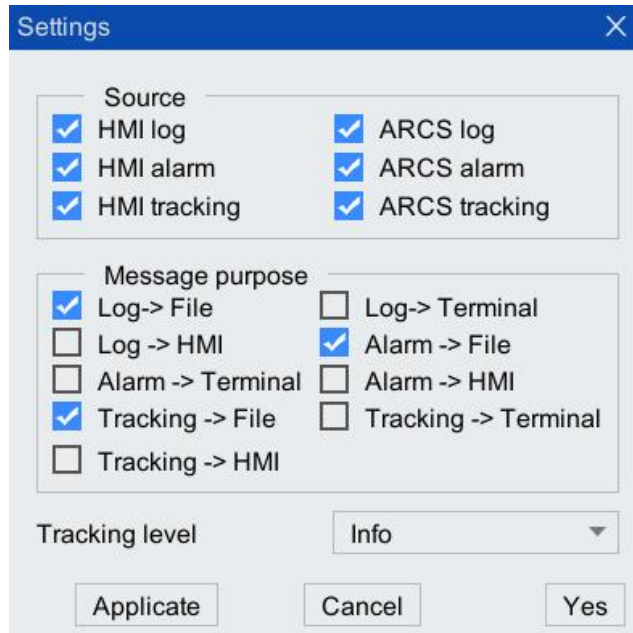 Settings
Source
HMI log ARCS log
HMI alarm ARCS alarm
HMI tracking ARCS tracking
Message purpose
Log-> File Log-> Terminal
Log -> HMI Alarm -> File
Alarm -> Terminal Alarm -> HMI
Tracking -> File Tracking -> Terminal
Tracking -> HMI
Tracking level Info
Applicate Cancel Yes